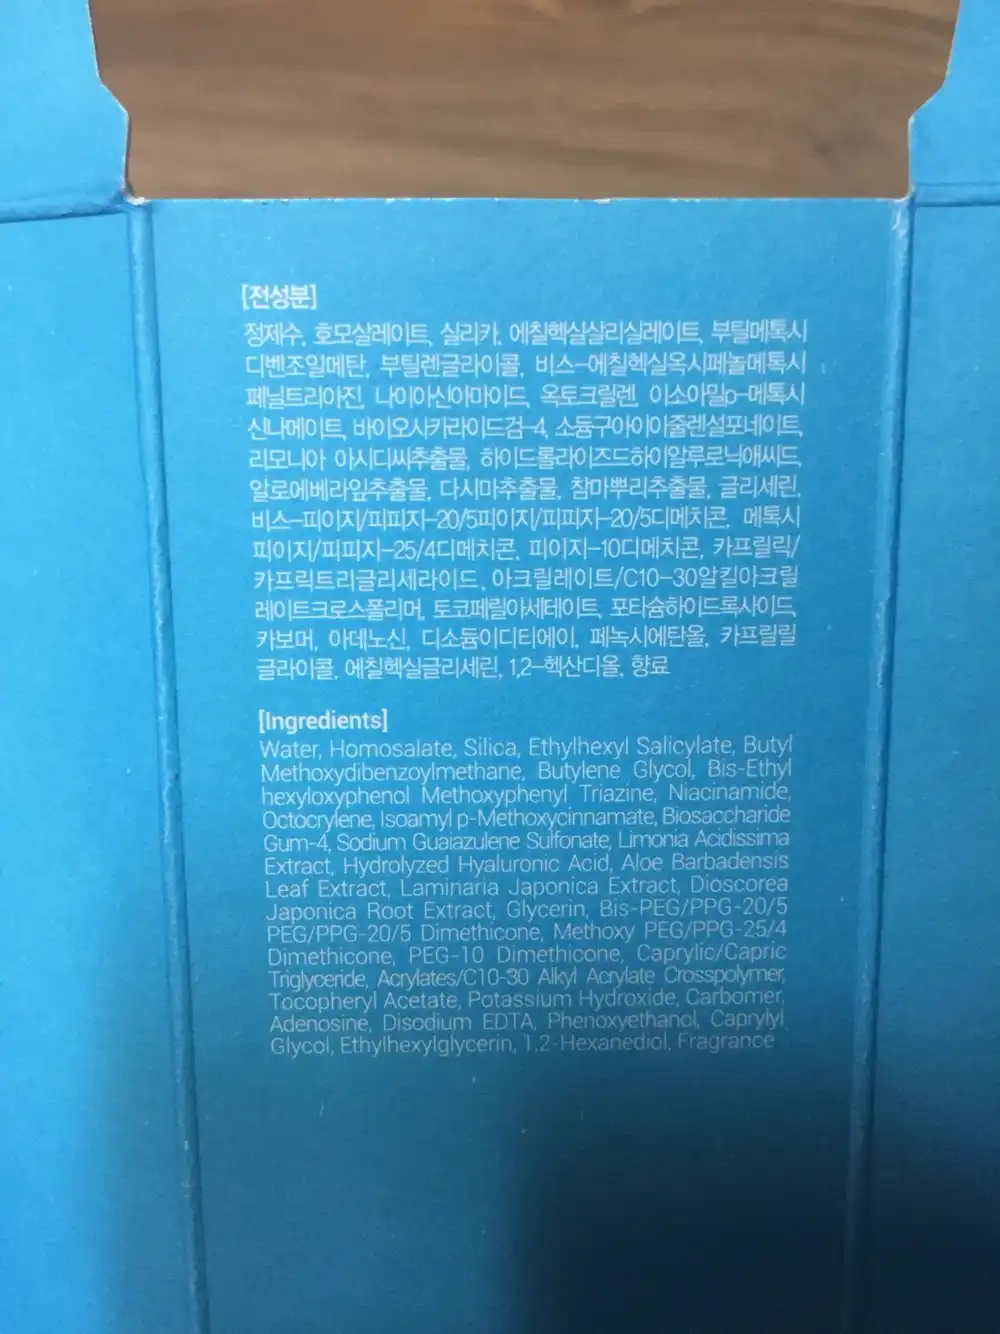 [전성분]
정제수, 호모살레이트, 실리카, 에칠헥실살리실레이트, 부틸메톡시
디벤조일메탄, 부틸렌글라이콜, 비스-에칠헥실옥시페놀메톡시
페닐트리아진, 나이아신아마이드, 옥토크릴렌, 이소아밀p-메톡시
신나메이트, 바이오사카라이드검-4, 소듐구아이아줄렌설포네이트,
리모니아 아시디씨추출물, 하이드롤라이즈드하이알루로닉애씨드,
알로에베라잎추출물, 다시마추출물, 참마뿌리추출물, 글리세린,
비스-피이지/피피지-20/5피이지/피피지-20/5디메치콘, 메톡시
피이지/피피지-25/4디메치콘, 피이지-10디메치콘, 카프릴릭/
카프릭트리글리세라이드, 아크릴레이트/C10-30알킬아크릴
레이트크로스폴리머, 토코페릴아세테이트, 포타슘하이드록사이드,
카보머, 아데노신, 디소듐이디티에이, 페녹시에탄올, 카프릴릴
글라이콜, 에칠헥실글리세린, 1,2-헥산디올, 향료
[Ingredients]
Water, Homosalate, Silica, Ethylhexyl Salicylate, Butyl
Methoxydibenzoylmethane, Butylene Glycol, Bis-Ethyl
hexyloxyphenol Methoxyphenyl Triazine, Niacinamide,
Octocrylene, Isoamyl p-Methoxycinnamate, Biosaccharide
Gum-4, Sodium Guaiazulene Sulfonate, Limonia Acidissima
Extract, Hydrolyzed Hyaluronic Acid, Aloe Barbadensis
Leaf Extract, Laminaria Japonica Extract, Dioscorea
Japonica Root Extract, Glycerin, Bis-PEG/PPG-20/5
PEG/PPG-20/5 Dimethicone, Methoxy PEG/PPG-25/4
Dimethicone, PEG-10 Dimethicone, Caprylic/Capric
Triglyceride, Acrylates/C10-30 Alkyl Acrylate Crosspolymer,
Tocopheryl Acetate, Potassium Hydroxide, Carbomer,
Adenosine, Disodium EDTA, Phenoxyethanol, Caprylyl
Glycol, Ethylhexylglycerin, 1,2-Hexanediol, Fragrance